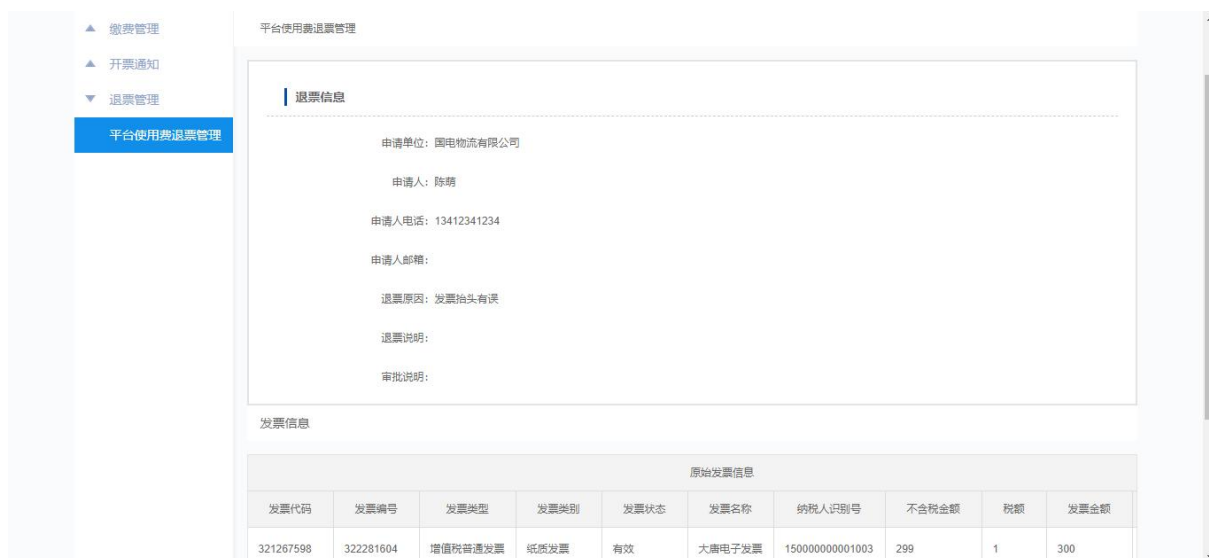 缴费管理
平台使用费退票管理
开票通知
退票管理
退票信息
平台使用费退票管理
申请单位：国电物流有限公司
申请人：陈萌
申请人电话：13412341234
申请人邮箱：
退票原因：发票抬头有误
退票说明：
审批说明：
发票信息
原始发票信息
发票代码 发票编号 发票类型 发票类别 发票状态 发票名称 纳税人识别号 不含税金额 税额 发票金额
321267598 322281604 增值税普通发票 纸质发票 有效 大唐电子发票 150000000001003 299 1 300